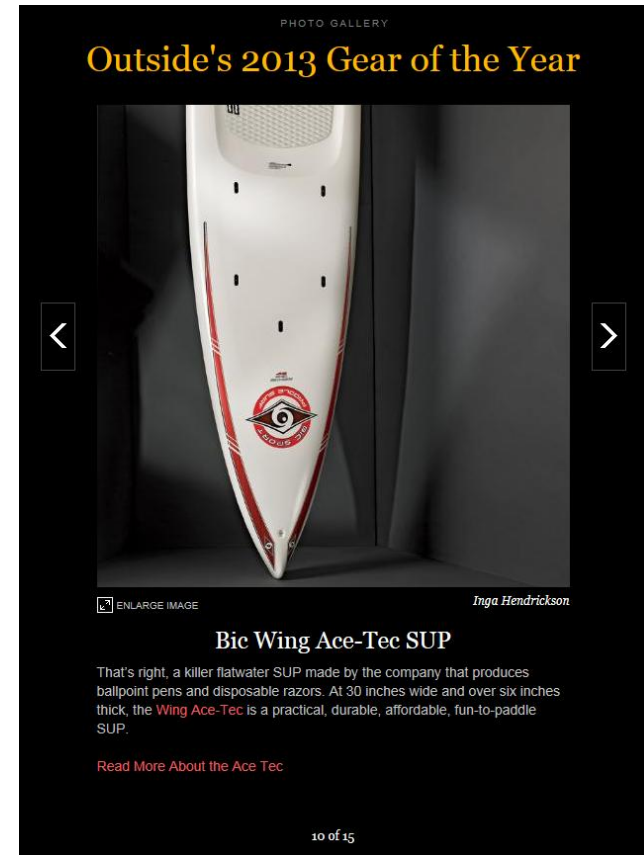 PHOTO GALLERY
Outside's 2013 Gear of the Year
BIC SPORT
ENLARGE IMAGE
Inga Hendrickson
Bic Wing Ace-Tec SUP
That's right, a killer flatwater SUP made by the company that produces
ballpoint pens and disposable razors. At 30 inches wide and over six inches
thick, the Wing Ace-Tec is a practical, durable, affordable, fun-to-paddle
SUP.
Read More About the Ace Tec
10 of 15